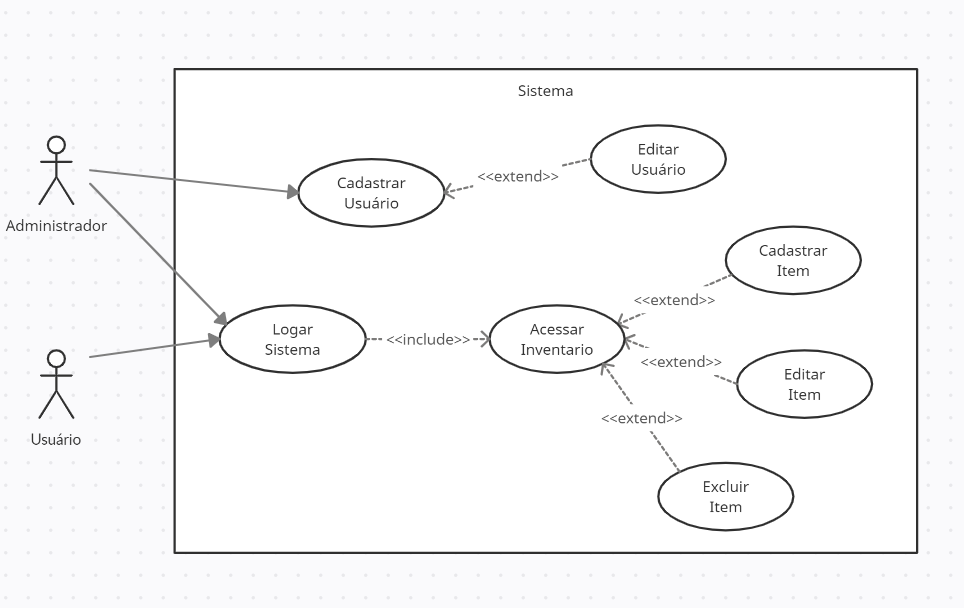 Sistema
Editar
Usuário
Cadastrar
Usuário
<<extend>>
Administrador
Cadastrar
Item
<<extend>>
Logar
Sistema
<<include>>
Acessar
Inventario
<<extend>>
Editar
Item
<<extend>>
Usuário
Excluir
Item